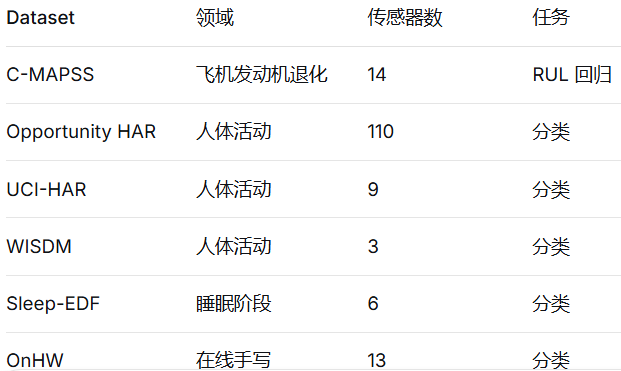 Dataset 领域 传感器数 任务
C-MAPSS 飞机发动机退化 14 RUL 回归
Opportunity HAR 人体活动 110 分类
UCI-HAR 人体活动 9 分类
WISDM 人体活动 3 分类
Sleep-EDF 睡眠阶段 6 分类
OnHW 在线手写 13 分类